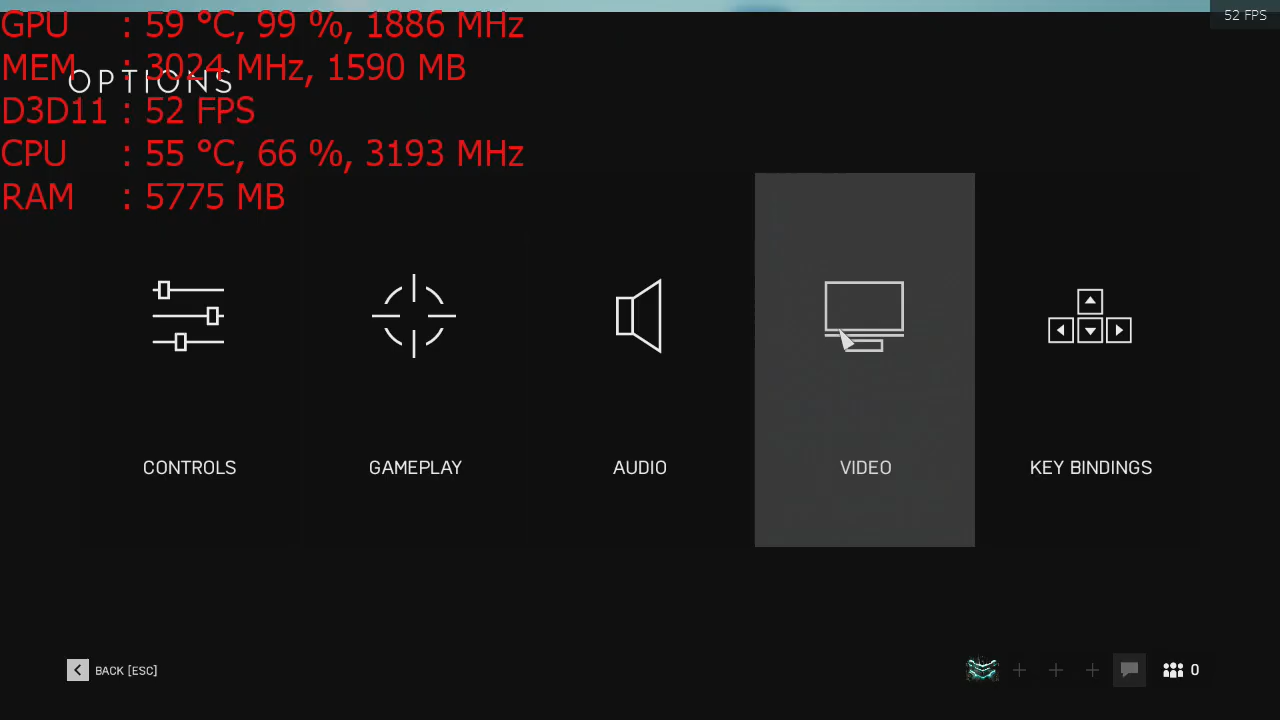 GPU : 59 °C, 99 %, 1886 MHz
52 FPS
MEM : 3024 MHz, 1590 MB
OPTIONS
D3D11 : 52 FPS
CPU : 55 °C, 66 %, 3193 MHz
RAM : 5775 MB
CONTROLS
GAMEPLAY
AUDIO
VIDEO
KEY BINDINGS
BACK [ESC]
0